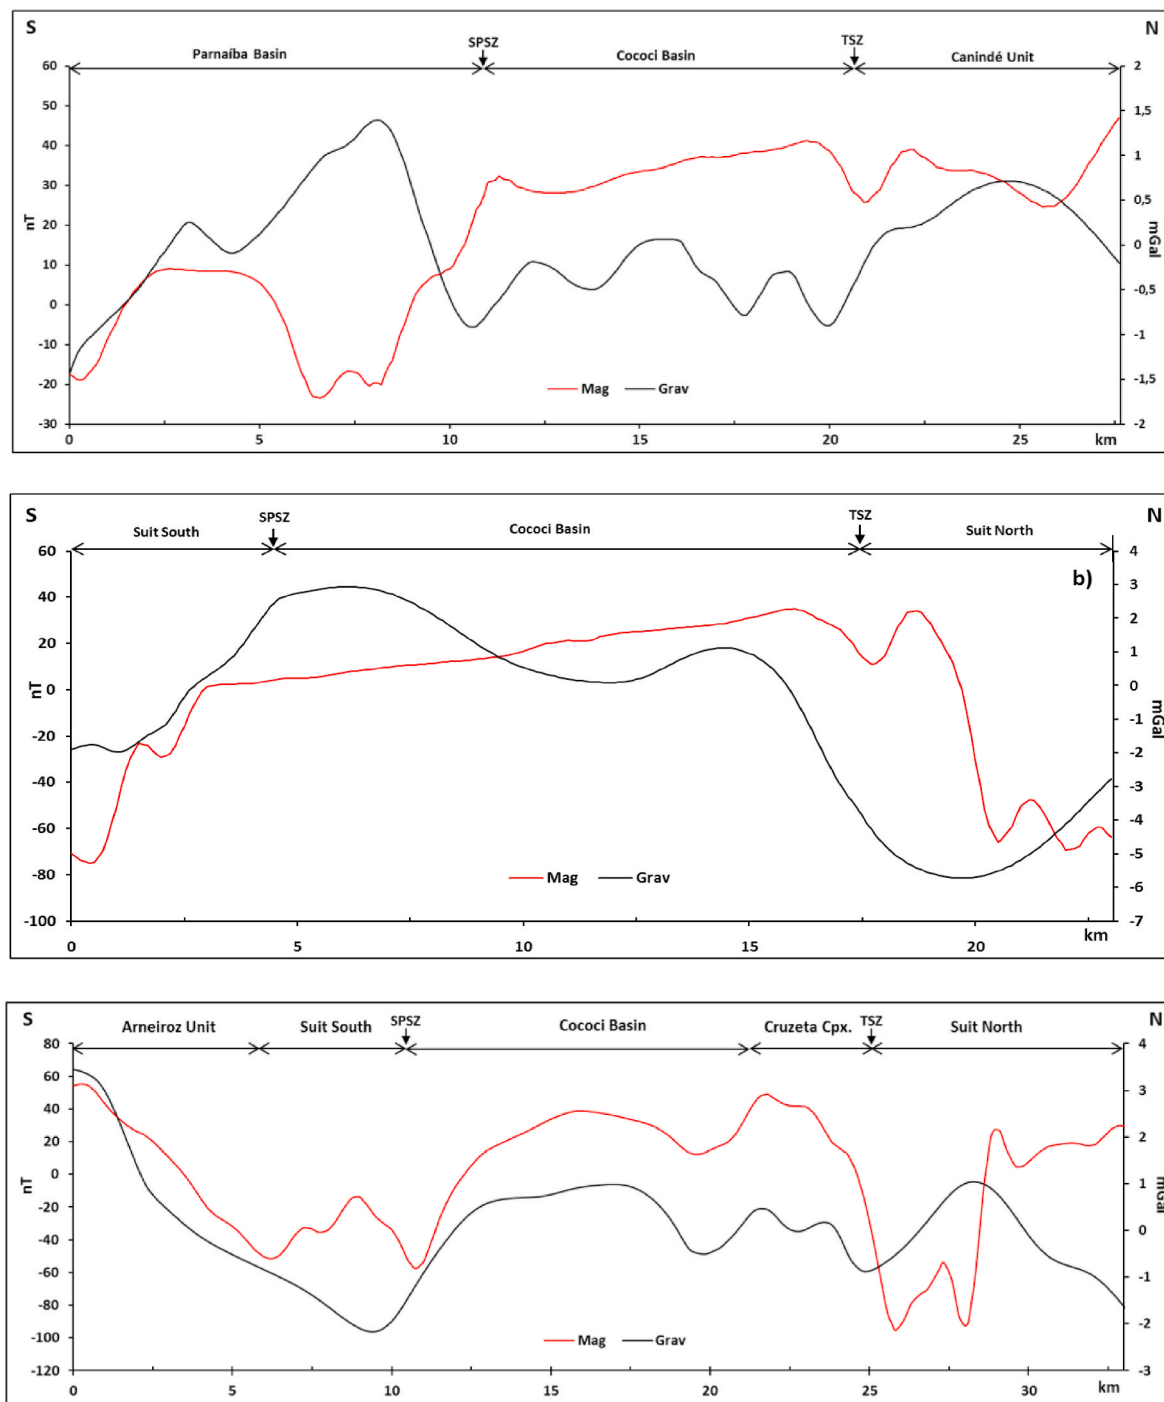 S
N
SPSZ
TSZ
Parnaíba Basin
Cococi Basin
Canindé Unit
60
50
40
30
20
10
0
-10
-20
-30
nT
2
1,5
1
0,5
0
-0,5
-1
-1,5
-2
mGal
Mag
Grav
0
5
10
15
20
25
km
S
N
SPSZ
TSZ
Suit South
Cococi Basin
Suit North
b)
60
40
20
0
-20
-40
-60
-80
-100
nT
4
3
2
1
0
-1
-2
-3
-4
-5
-6
-7
mGal
Mag
Grav
0
5
10
15
20
km
S
N
Arneiroz Unit
Suit South
SPSZ
Cococi Basin
Cruzeta Cpx.
TSZ
Suit North
80
60
40
20
0
-20
-40
-60
-80
-100
-120
nT
4
3
2
1
0
-1
-2
-3
mGal
Mag
Grav
0
5
10
15
20
25
30
km